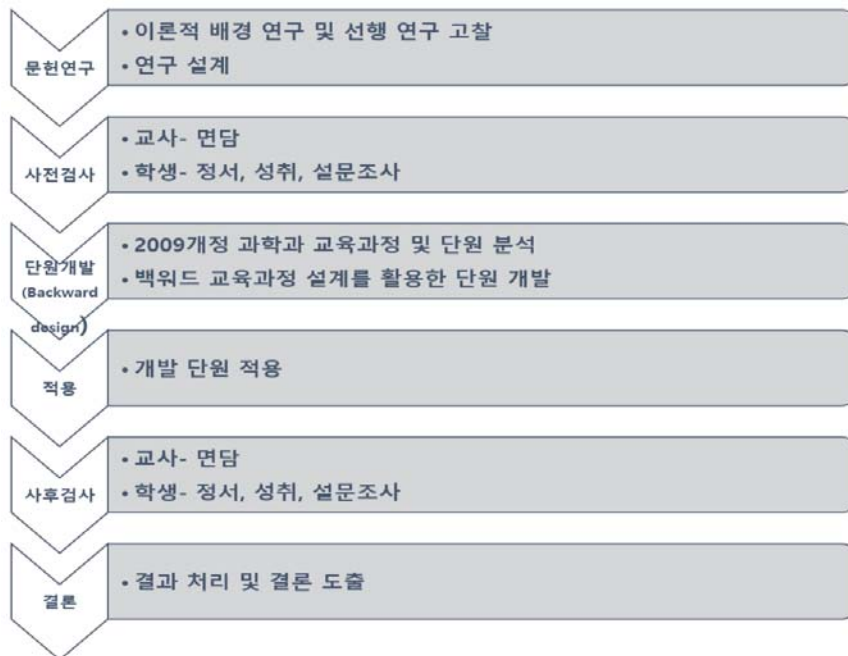 문헌연구
• 이론적 배경 연구 및 선행 연구 고찰
• 연구 설계
사전검사
• 교사- 면담
• 학생- 정서, 성취, 설문조사
단원개발
(Backward
design)
• 2009개정 과학과 교육과정 및 단원 분석
• 백워드 교육과정 설계를 활용한 단원 개발
적용
• 개발 단원 적용
사후검사
• 교사- 면담
• 학생- 정서, 성취, 설문조사
결론
• 결과 처리 및 결론 도출